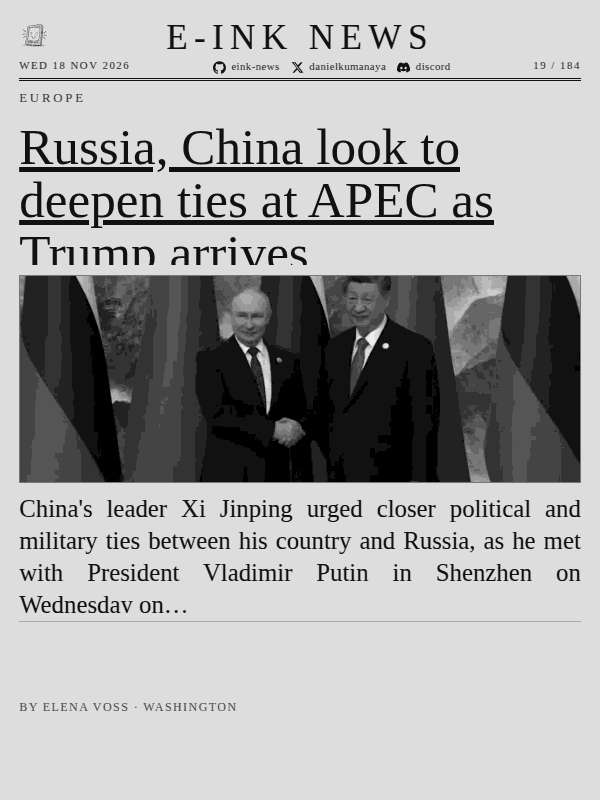 E-INK NEWS
WED 18 NOV 2026
eink-news
danielkumanaya
discord
19 / 184
EUROPE
Russia, China look to
deepen ties at APEC as
Trump arrives
China's leader Xi Jinping urged closer political and
military ties between his country and Russia, as he met
with President Vladimir Putin in Shenzhen on
Wednesday on…
BY ELENA VOSS · WASHINGTON